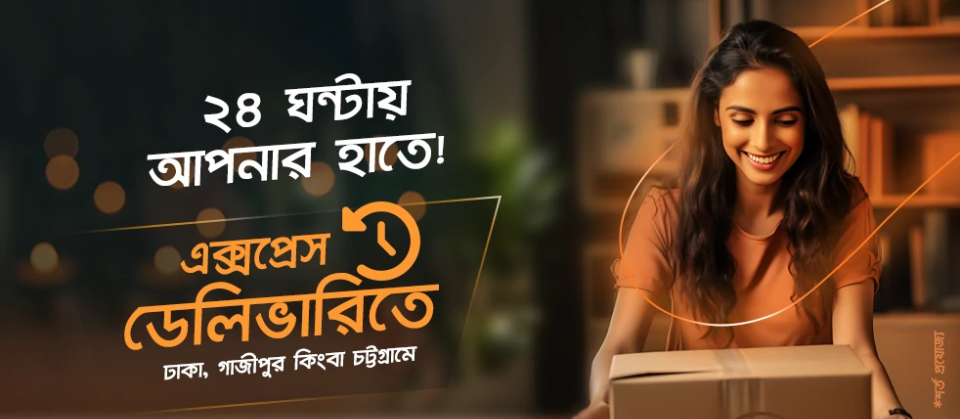 ২৪ ঘন্টায়
আপনার হাতে!
এক্সপ্রেস
ডেলিভারিতে
ঢাকা, গাজীপুর কিংবা চট্টগ্রামে
*শর্ত প্রযোজ্য